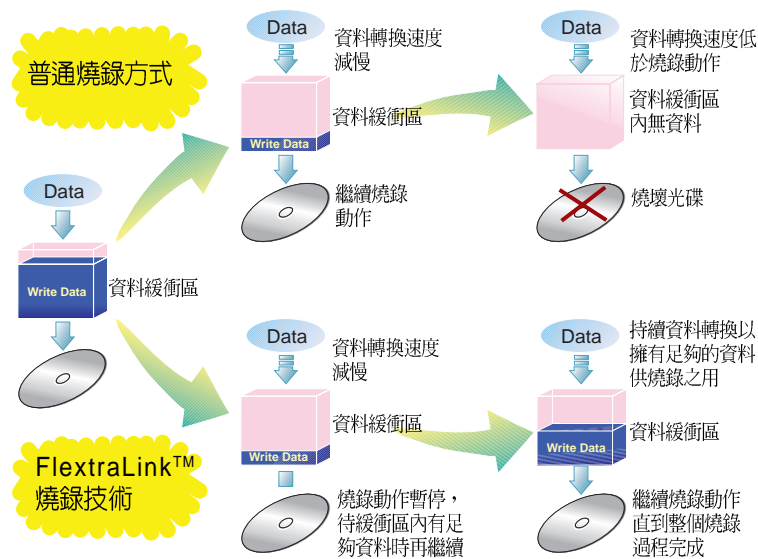 普通燒錄方式
Data
資料轉換速度
減慢
資料緩衝區
Write Data
繼續燒錄
動作
Data
資料轉換速度低
於燒錄動作
資料緩衝區
內無資料
燒壞光碟
Data
Write Data
資料緩衝區
FlextraLink™
燒錄技術
Data
資料轉換速度
減慢
資料緩衝區
Write Data
燒錄動作暫停，
待緩衝區內有足
夠資料時再繼續
Data
持續資料轉換以
擁有足夠的資料
供燒錄之用
資料緩衝區
Write Data
繼續燒錄動作
直到整個燒錄
過程完成